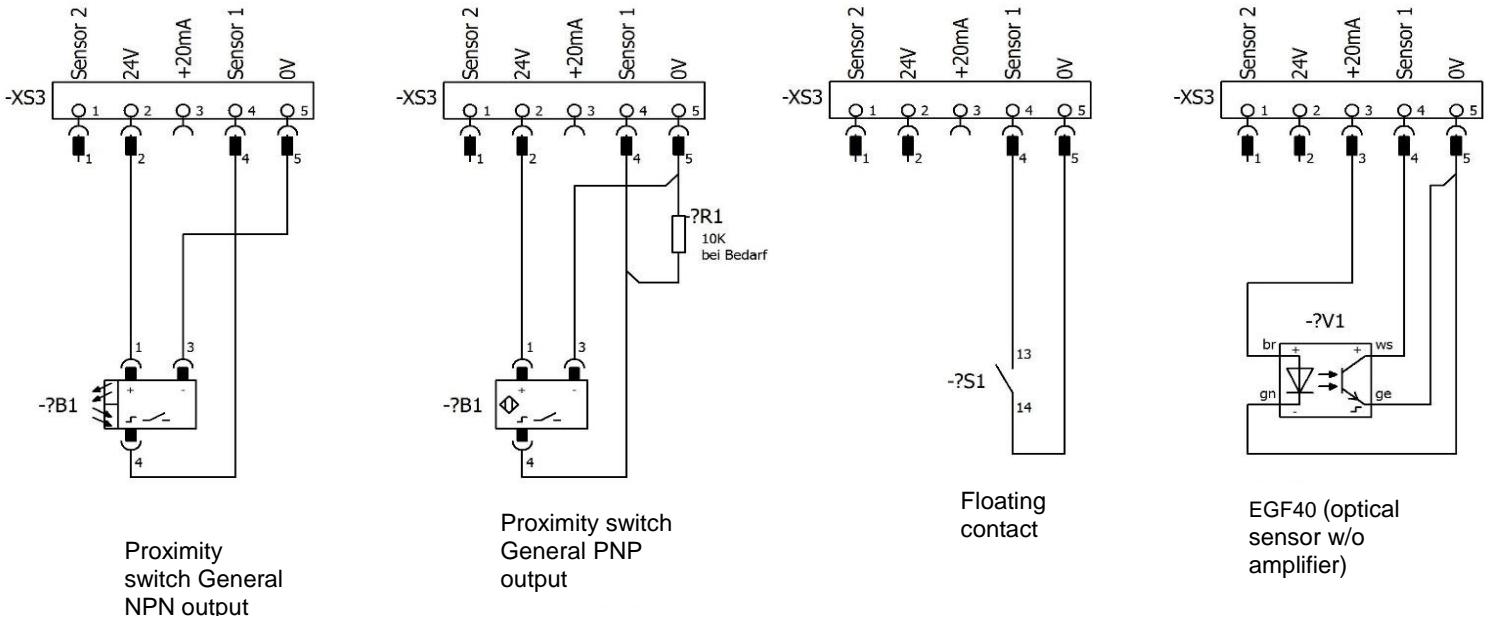 Sensor 2
24V
+20mA
Sensor 1
0V
-XS3
1
2
3
4
5
1
2
4
5
1
3
+
-
-?B1
4
Proximity
switch General
NPN output
Sensor 2
24V
+20mA
Sensor 1
0V
-XS3
1
2
3
4
5
1
2
4
5
-?R1
10K
bei Bedarf
1
3
+
-
-?B1
4
Proximity switch
General PNP
output
Sensor 2
24V
+20mA
Sensor 1
0V
-XS3
1
2
3
4
5
1
2
4
5
13
-?S1
14
Floating
contact
Sensor 2
24V
+20mA
Sensor 1
0V
-XS3
1
2
3
4
5
1
2
3
4
5
-?V1
br
+
+
ws
gn
-
ge
EGF40 (optical
sensor w/o
amplifier)